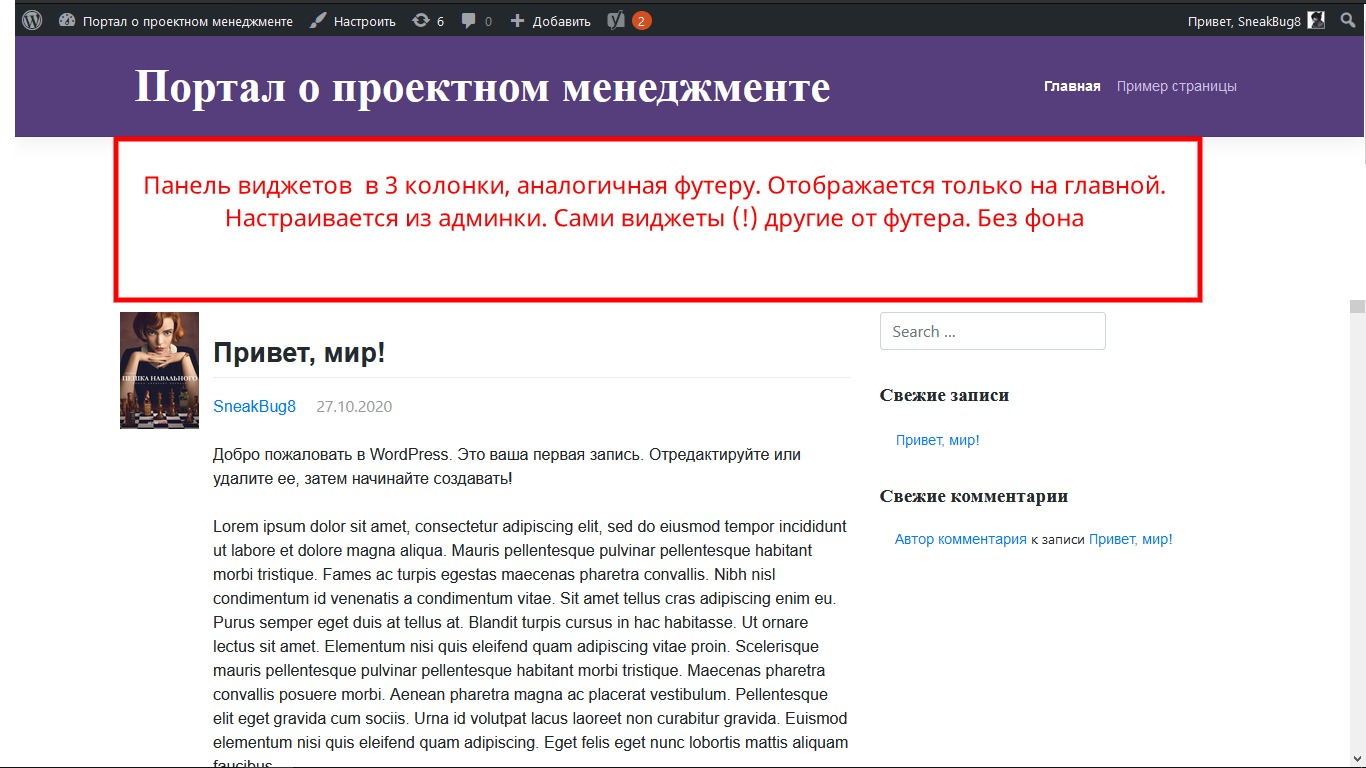 Портал о проектном менеджменте Настроить 6 0 Добавить 2 Привет, SneakBug8
Портал о проектном менеджменте
Главная Пример страницы
Панель виджетов в 3 колонки, аналогичная футеру. Отображается только на главной.
Настраивается из админки. Сами виджеты (!) другие от футера. Без фона
ПЕШКА НАВАЛЬНОГО
Привет, мир!
SneakBug8 27.10.2020
Добро пожаловать в WordPress. Это ваша первая запись. Отредактируйте или
удалите ее, затем начинайте создавать!
Lorem ipsum dolor sit amet, consectetur adipiscing elit, sed do eiusmod tempor incididunt
ut labore et dolore magna aliqua. Mauris pellentesque pulvinar pellentesque habitant
morbi tristique. Fames ac turpis egestas maecenas pharetra convallis. Nibh nisl
condimentum id venenatis a condimentum vitae. Sit amet tellus cras adipiscing enim eu.
Purus semper eget duis at tellus at. Blandit turpis cursus in hac habitasse. Ut ornare
lectus sit amet. Elementum nisi quis eleifend quam adipiscing vitae proin. Scelerisque
mauris pellentesque pulvinar pellentesque habitant morbi tristique. Maecenas pharetra
convallis posuere morbi. Aenean pharetra magna ac placerat vestibulum. Pellentesque
elit eget gravida cum sociis. Urna id volutpat lacus laoreet non curabitur gravida. Euismod
elementum nisi quis eleifend quam adipiscing. Eget felis eget nunc lobortis mattis aliquam
faucibus.
Search …
Свежие записи
Привет, мир!
Свежие комментарии
Автор комментария к записи Привет, мир!